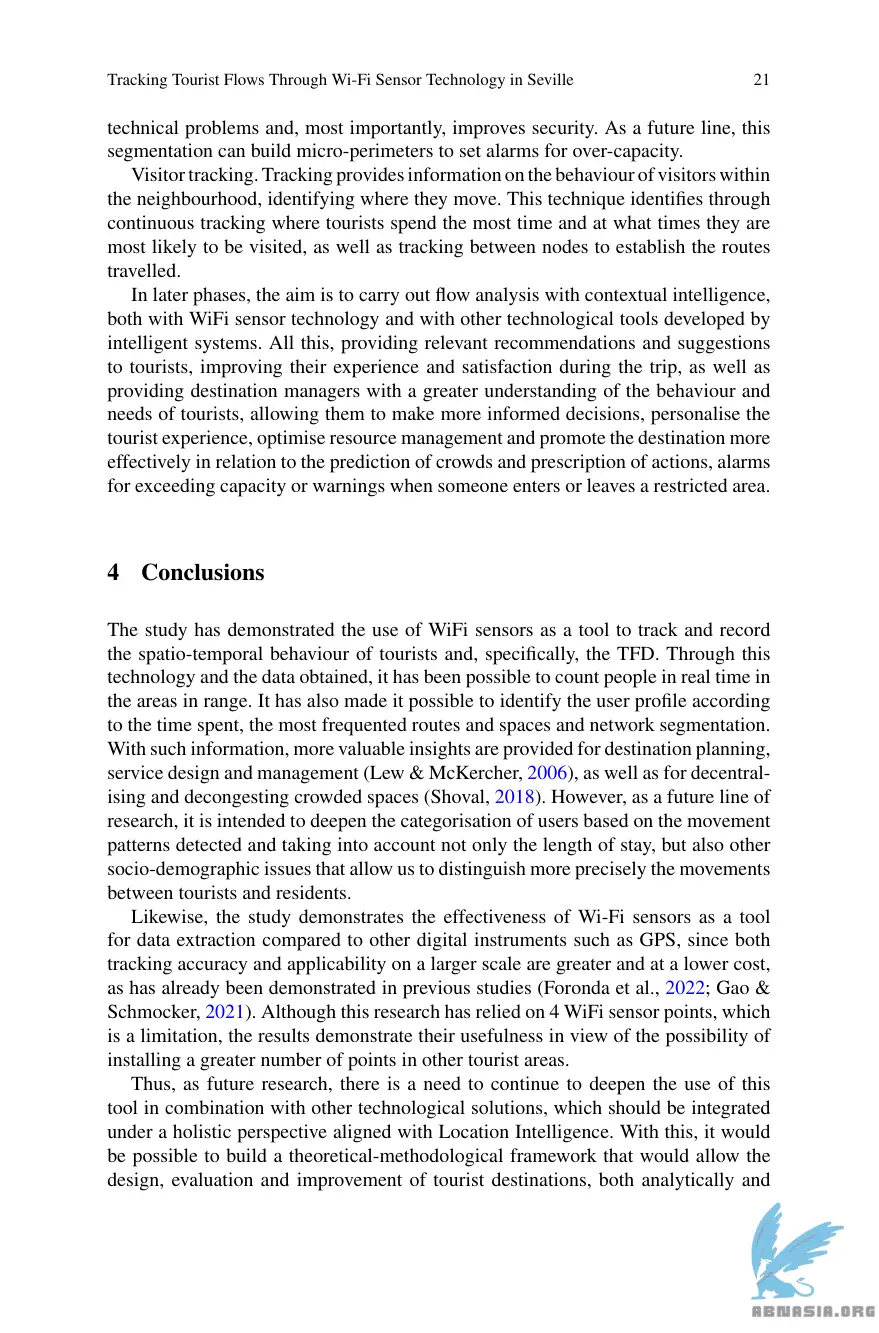 Tracking Tourist Flows Through Wi-Fi Sensor Technology in Seville 21
technical problems and, most importantly, improves security. As a future line, this
segmentation can build micro-perimeters to set alarms for over-capacity.
Visitor tracking. Tracking provides information on the behaviour of visitors within
the neighbourhood, identifying where they move. This technique identifies through
continuous tracking where tourists spend the most time and at what times they are
most likely to be visited, as well as tracking between nodes to establish the routes
travelled.
In later phases, the aim is to carry out flow analysis with contextual intelligence,
both with WiFi sensor technology and with other technological tools developed by
intelligent systems. All this, providing relevant recommendations and suggestions
to tourists, improving their experience and satisfaction during the trip, as well as
providing destination managers with a greater understanding of the behaviour and
needs of tourists, allowing them to make more informed decisions, personalise the
tourist experience, optimise resource management and promote the destination more
effectively in relation to the prediction of crowds and prescription of actions, alarms
for exceeding capacity or warnings when someone enters or leaves a restricted area.
4 Conclusions
The study has demonstrated the use of WiFi sensors as a tool to track and record
the spatio-temporal behaviour of tourists and, specifically, the TFD. Through this
technology and the data obtained, it has been possible to count people in real time in
the areas in range. It has also made it possible to identify the user profile according
to the time spent, the most frequented routes and spaces and network segmentation.
With such information, more valuable insights are provided for destination planning,
service design and management (Lew & McKercher, 2006), as well as for decentral-
ising and decongesting crowded spaces (Shoval, 2018). However, as a future line of
research, it is intended to deepen the categorisation of users based on the movement
patterns detected and taking into account not only the length of stay, but also other
socio-demographic issues that allow us to distinguish more precisely the movements
between tourists and residents.
Likewise, the study demonstrates the effectiveness of Wi-Fi sensors as a tool
for data extraction compared to other digital instruments such as GPS, since both
tracking accuracy and applicability on a larger scale are greater and at a lower cost,
as has already been demonstrated in previous studies (Foronda et al., 2022; Gao &
Schmocker, 2021). Although this research has relied on 4 WiFi sensor points, which
is a limitation, the results demonstrate their usefulness in view of the possibility of
installing a greater number of points in other tourist areas.
Thus, as future research, there is a need to continue to deepen the use of this
tool in combination with other technological solutions, which should be integrated
under a holistic perspective aligned with Location Intelligence. With this, it would
be possible to build a theoretical-methodological framework that would allow the
design, evaluation and improvement of tourist destinations, both analytically and
ABNASIA.ORG